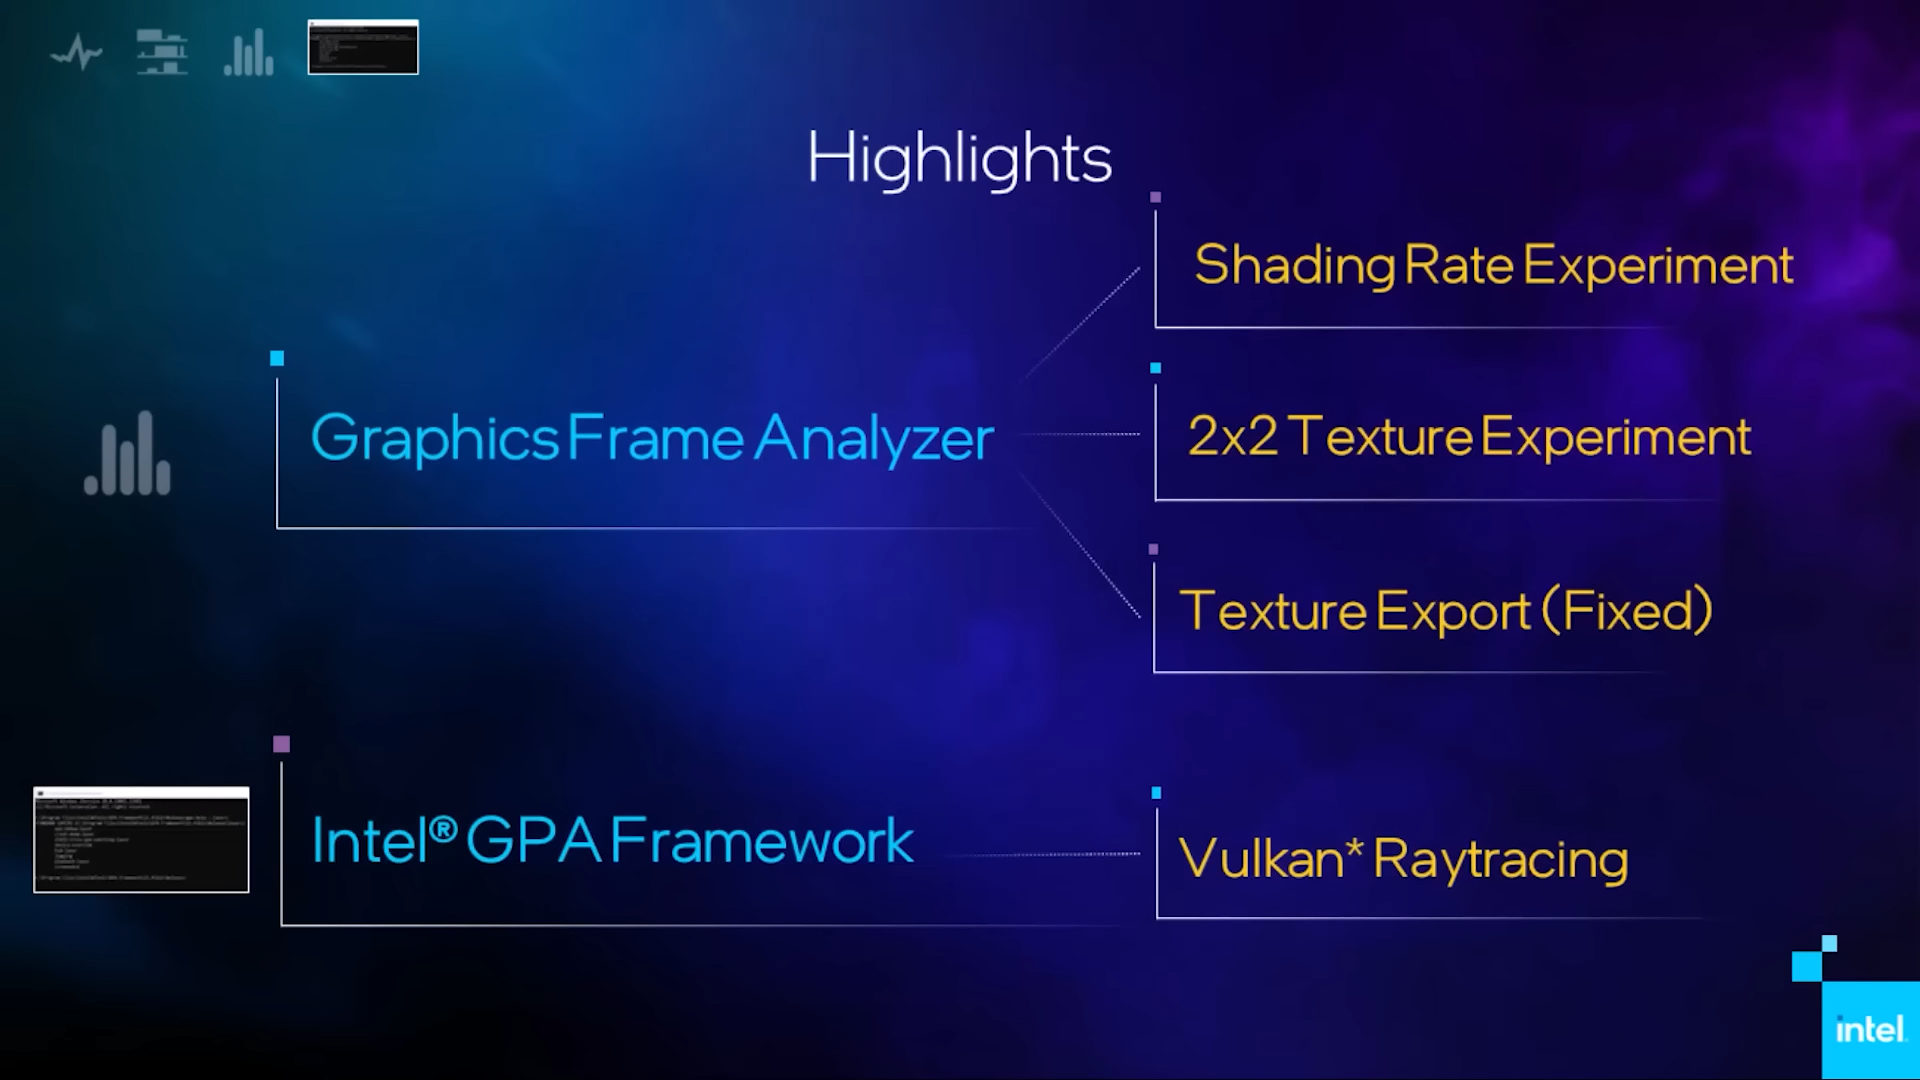 Highlights
Shading Rate Experiment
Graphics Frame Analyzer
2x2 Texture Experiment
Texture Export (Fixed)
Intel® GPA Framework
Vulkan* Raytracing
intel.